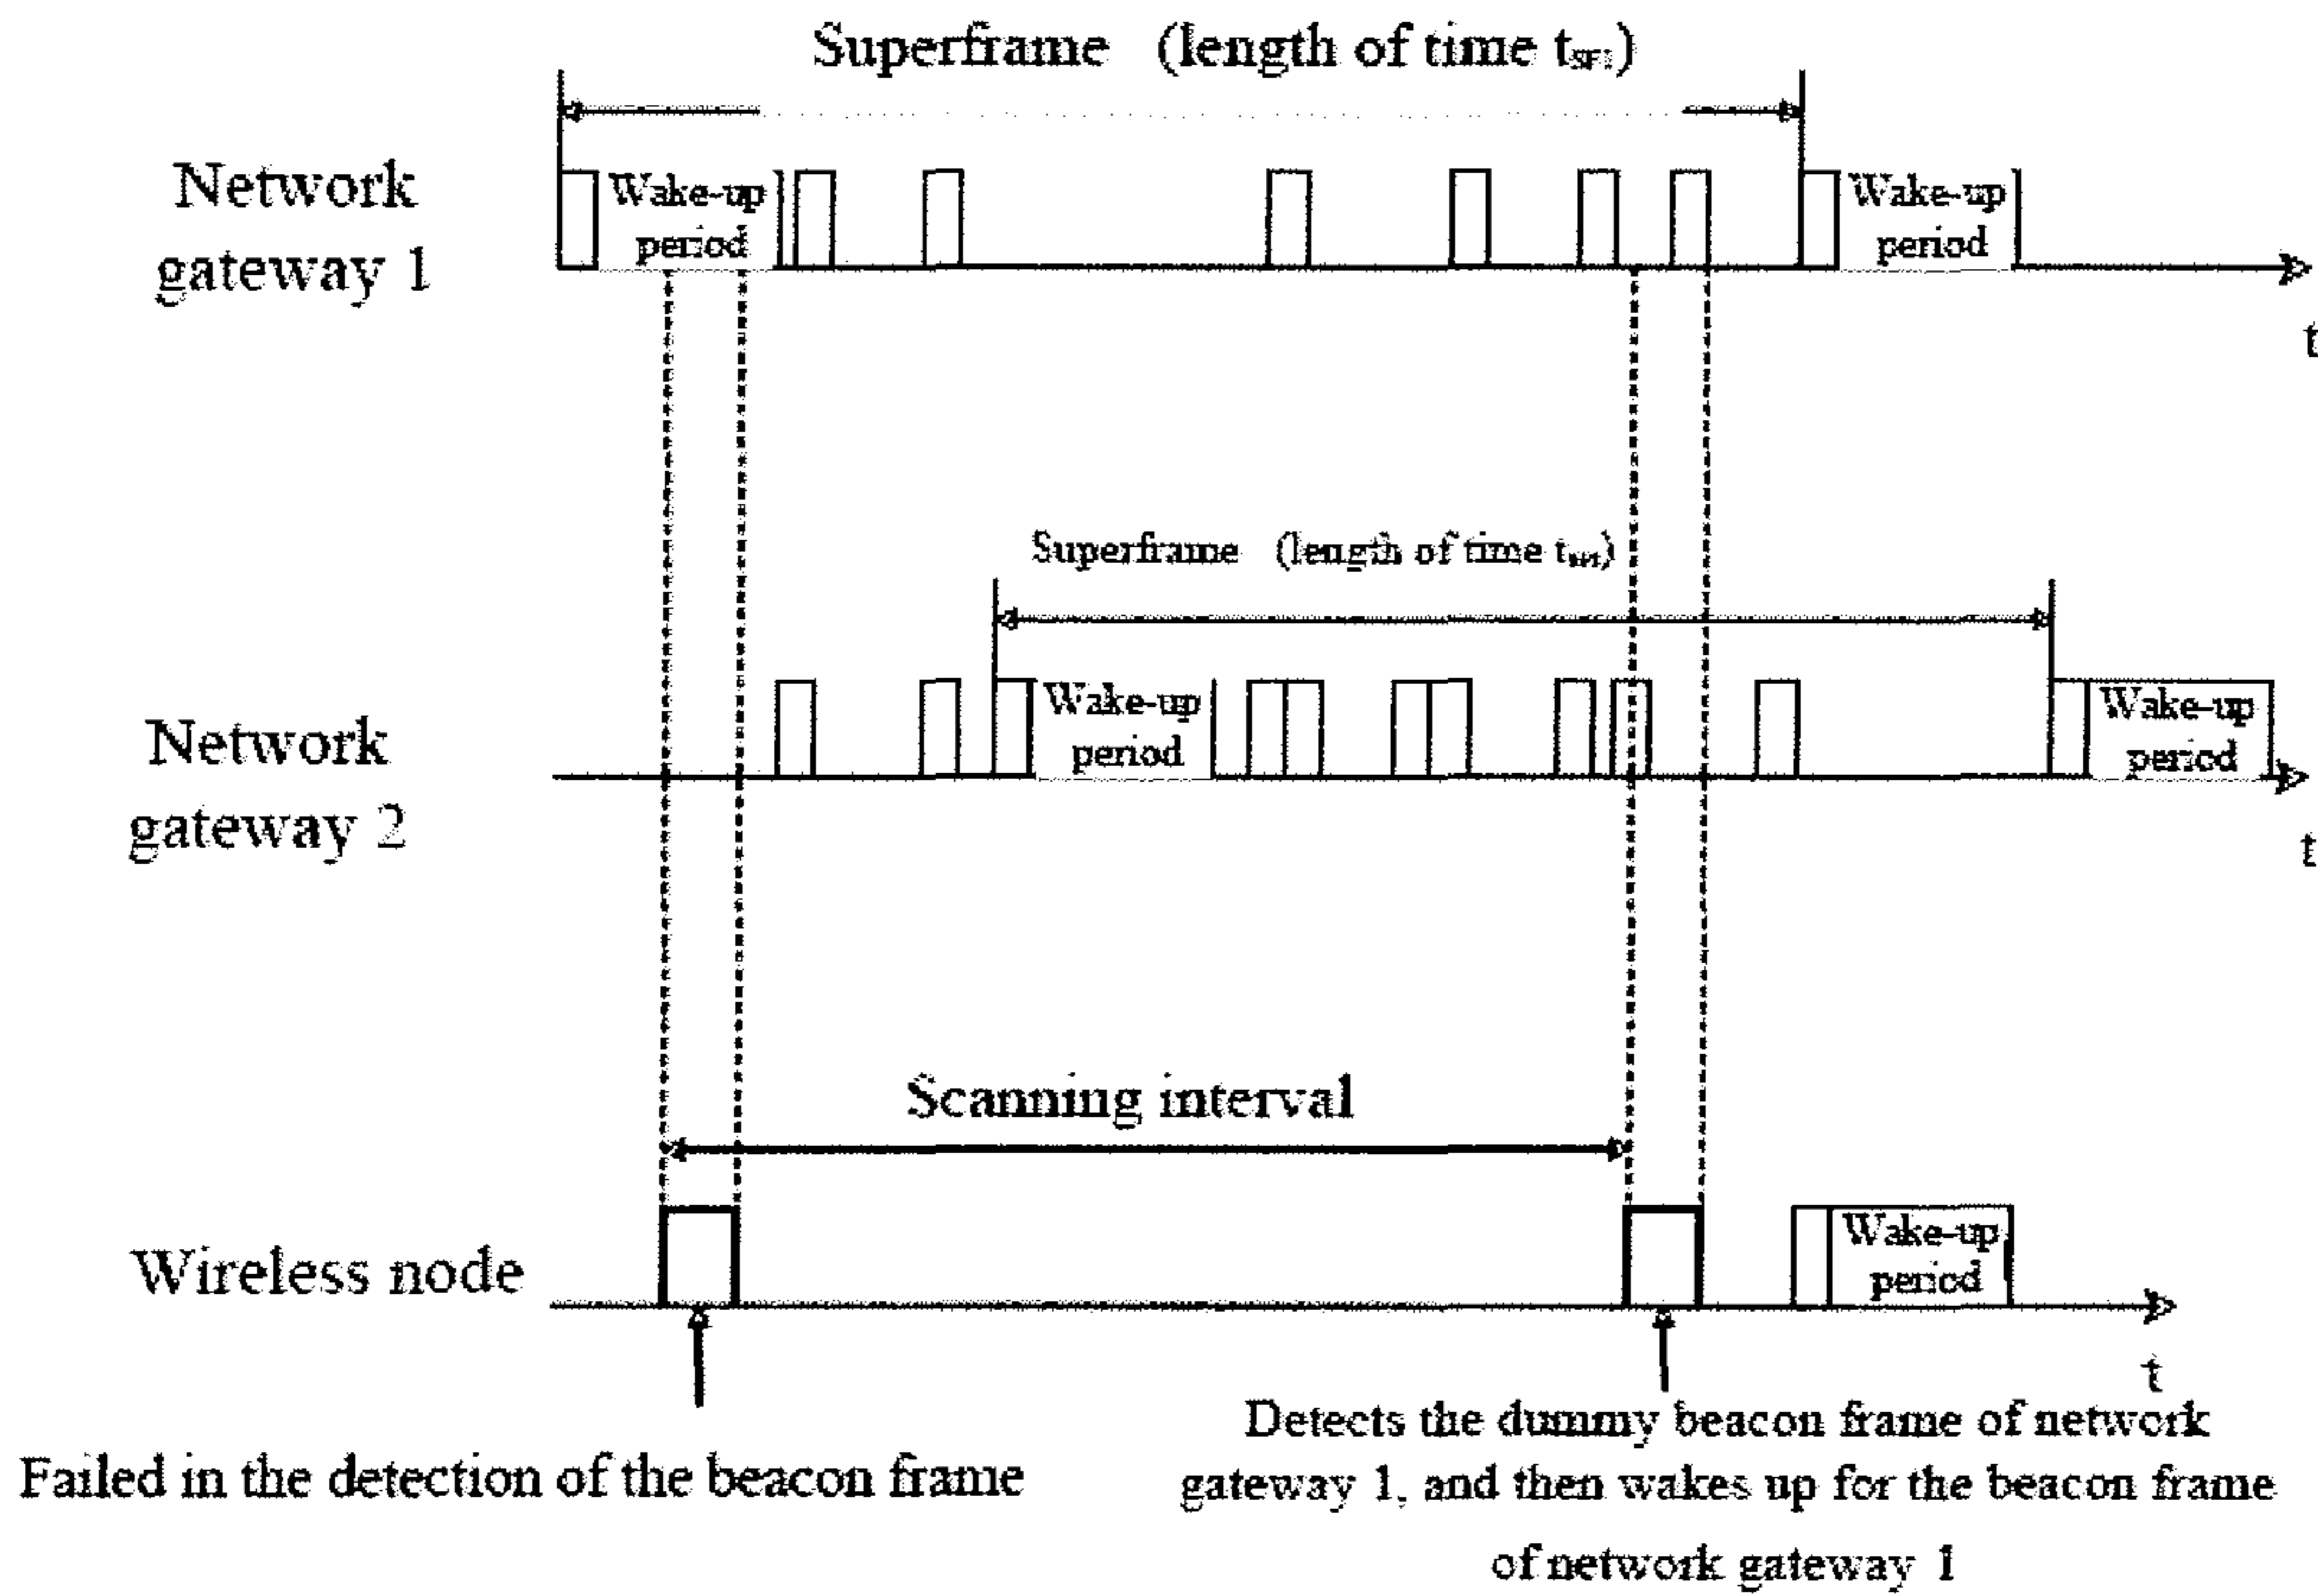 Superframe (length of time t
Network
gateway 1
Wake-up
period
Wake-up
period
t
Superframe (length of time t
Network
gateway 2
Wake-up
period
Wake-up
period
t
Scanning interval
Wireless node
Wake-up
period
t
Failed in the detection of the beacon frame
Detects the dummy beacon frame of network
gateway 1, and then wakes up for the beacon frame
of network gateway 1